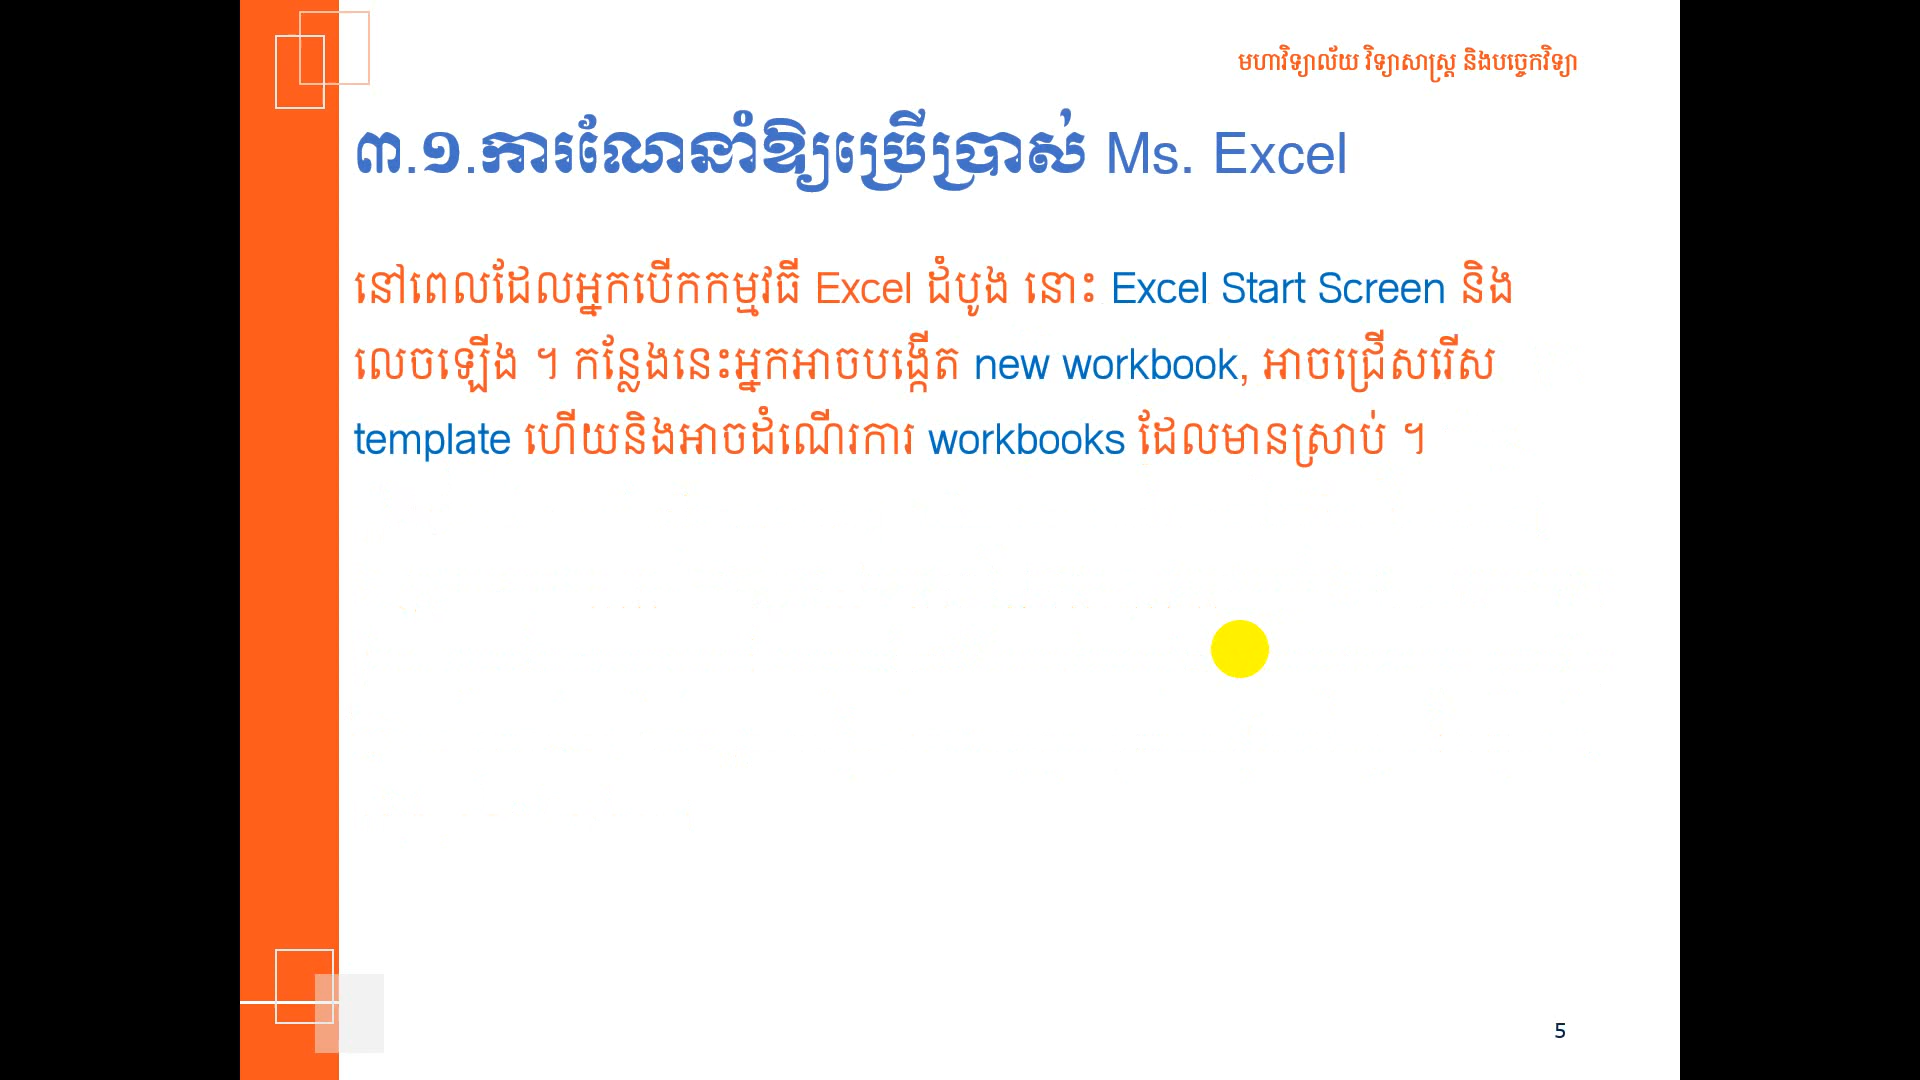 មហាវិទ្យាល័យ វិទ្យាសាស្ត្រ និងបច្ចេកវិទ្យា
៣.១.ការណែនាំឱ្យប្រើប្រាស់ Ms. Excel
នៅពេលដែលអ្នកបើកកម្មវធី Excel ដំបូង នោះ Excel Start Screen និង
លេចឡើង ។ កន្លែងនេះអ្នកអាចបង្កើត new workbook, អាចជ្រើសរើស
template ហើយនិងអាចដំណើរការ workbooks ដែលមានស្រាប់ ។
5